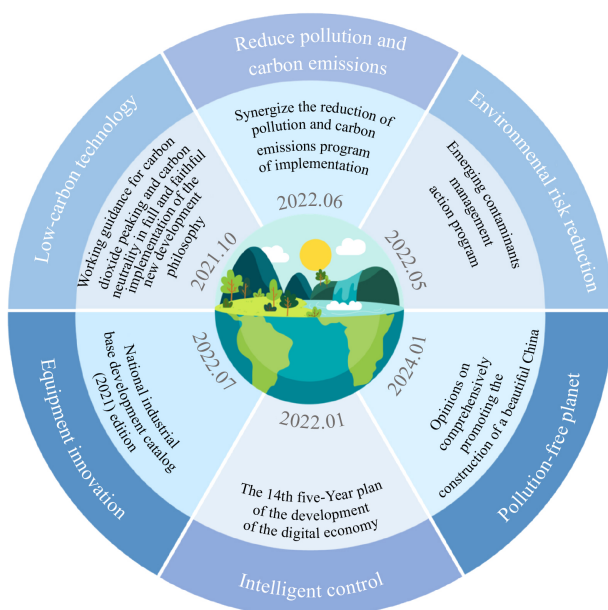 Reduce pollution and
carbon emissions
Synergize the reduction of
pollution and carbon
emissions program
of implementation
2022.06
Environmental risk reduction
Emerging contaminants
management
action program
2022.05
Pollution-free planet
Opinions on
comprehensively
promoting the
construction of a beautiful China
2024.01
Intelligent control
The 14th five-Year plan
of the development
of the digital economy
2022.01
Equipment innovation
National industrial
base development catalog
(2021) edition
2022.07
Low-carbon technology
Working guidance for carbon
dioxide peaking and carbon
neutrality in full and faithful
implementation of the
new development
philosophy
2021.10